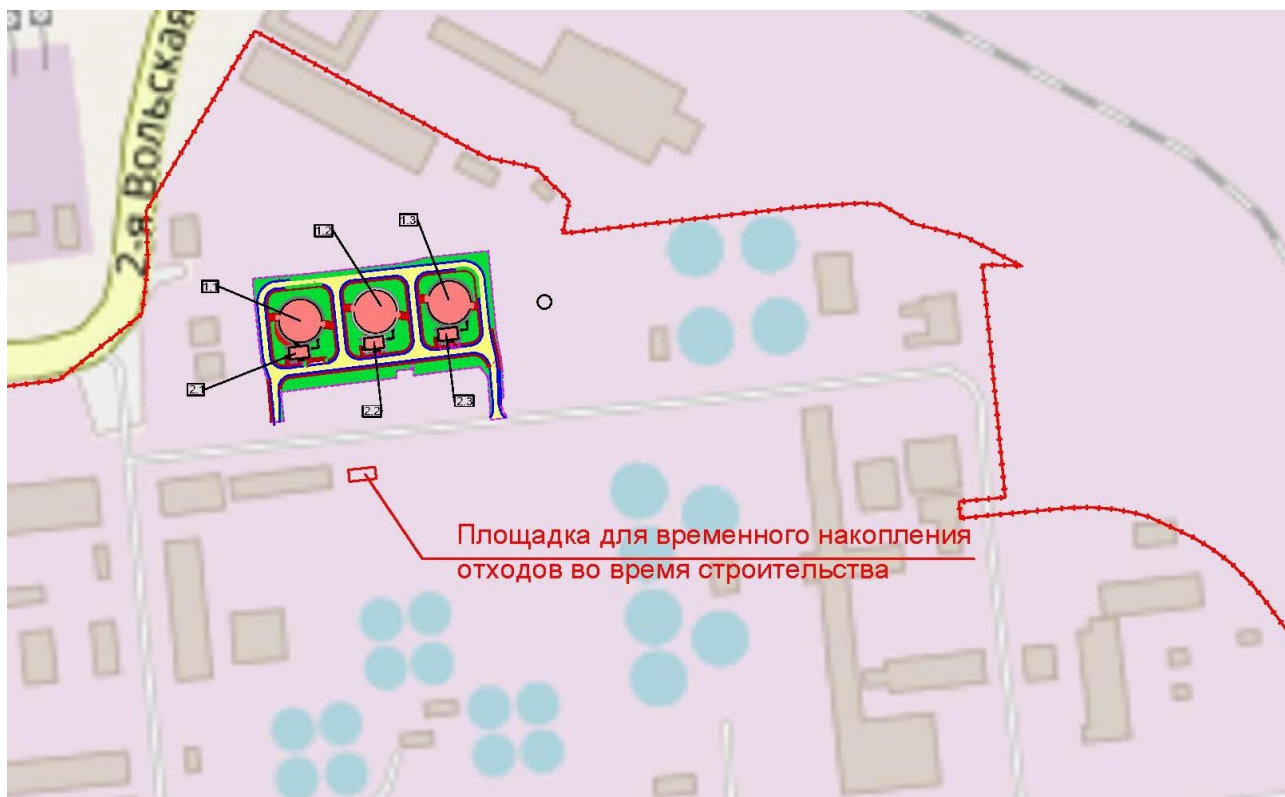 2-я Вольская
1.3
1.2
1.1
2.1
2.2
2.3
Площадка для временного накопления
отходов во время строительства